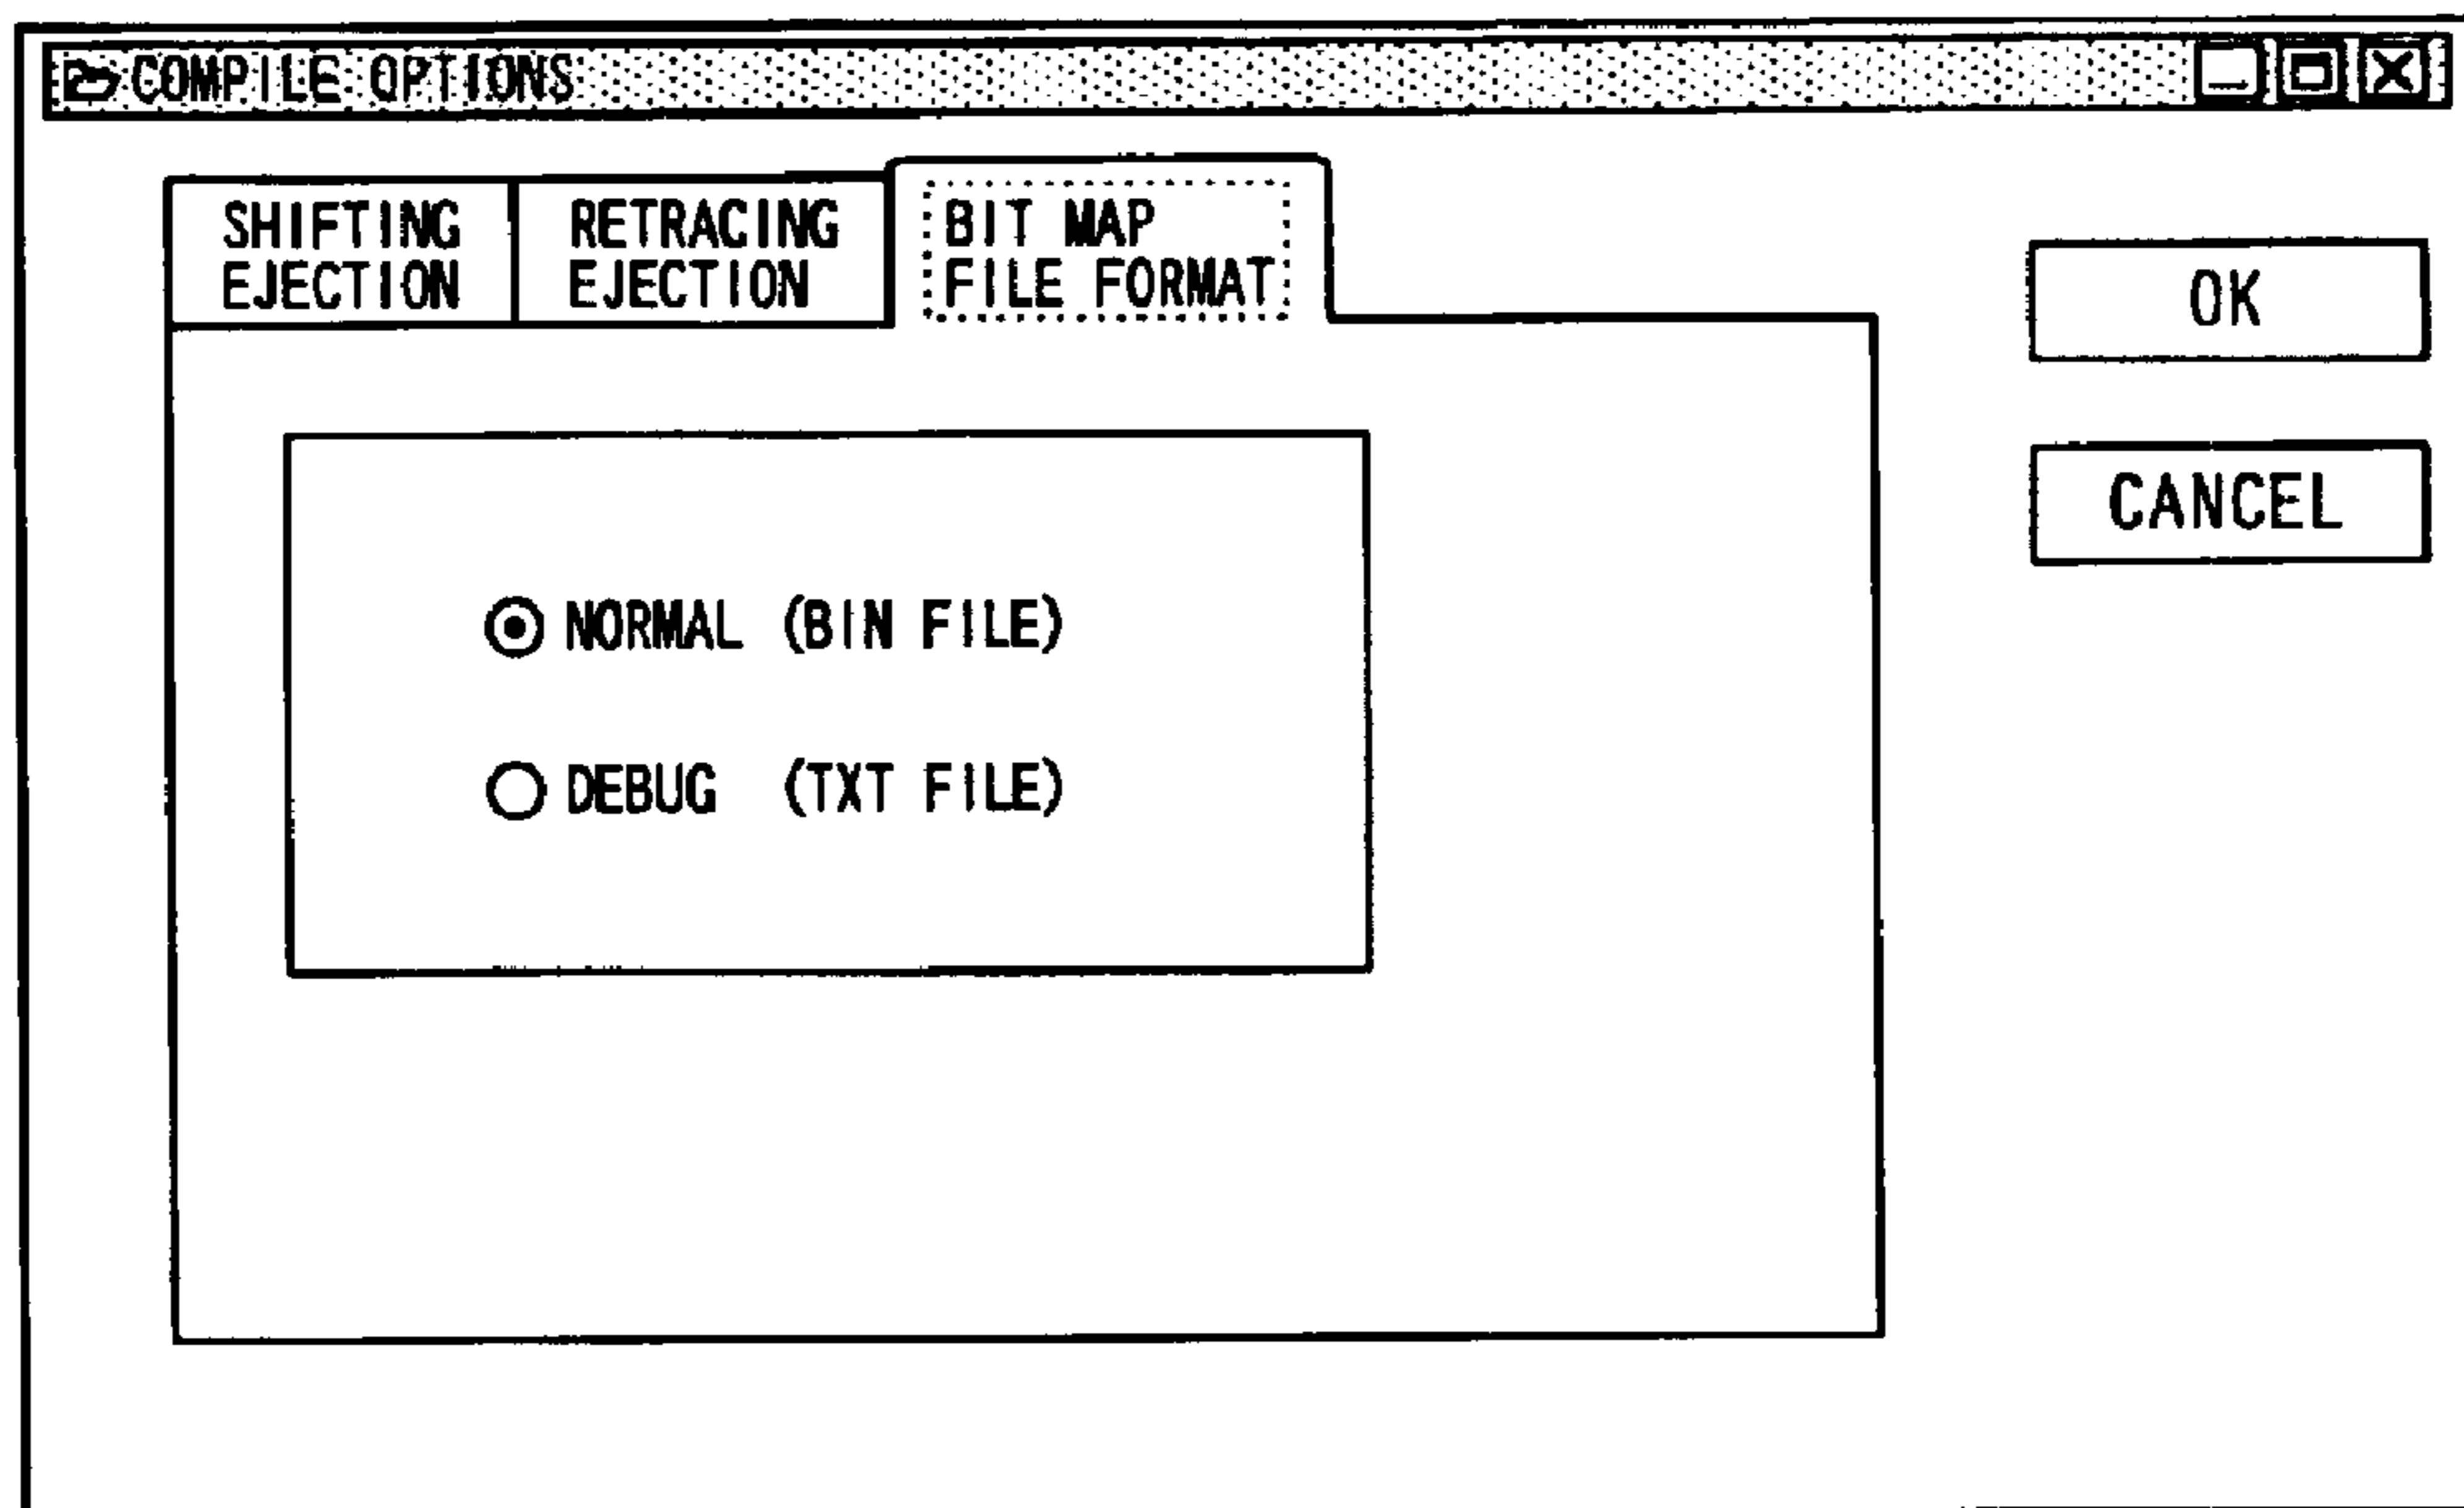 COMPILE OPTIONS
SHIFTING
EJECTION
RETRACING
EJECTION
BIT MAP
FILE FORMAT
OK
CANCEL
NORMAL (BIN FILE)
DEBUG (TXT FILE)